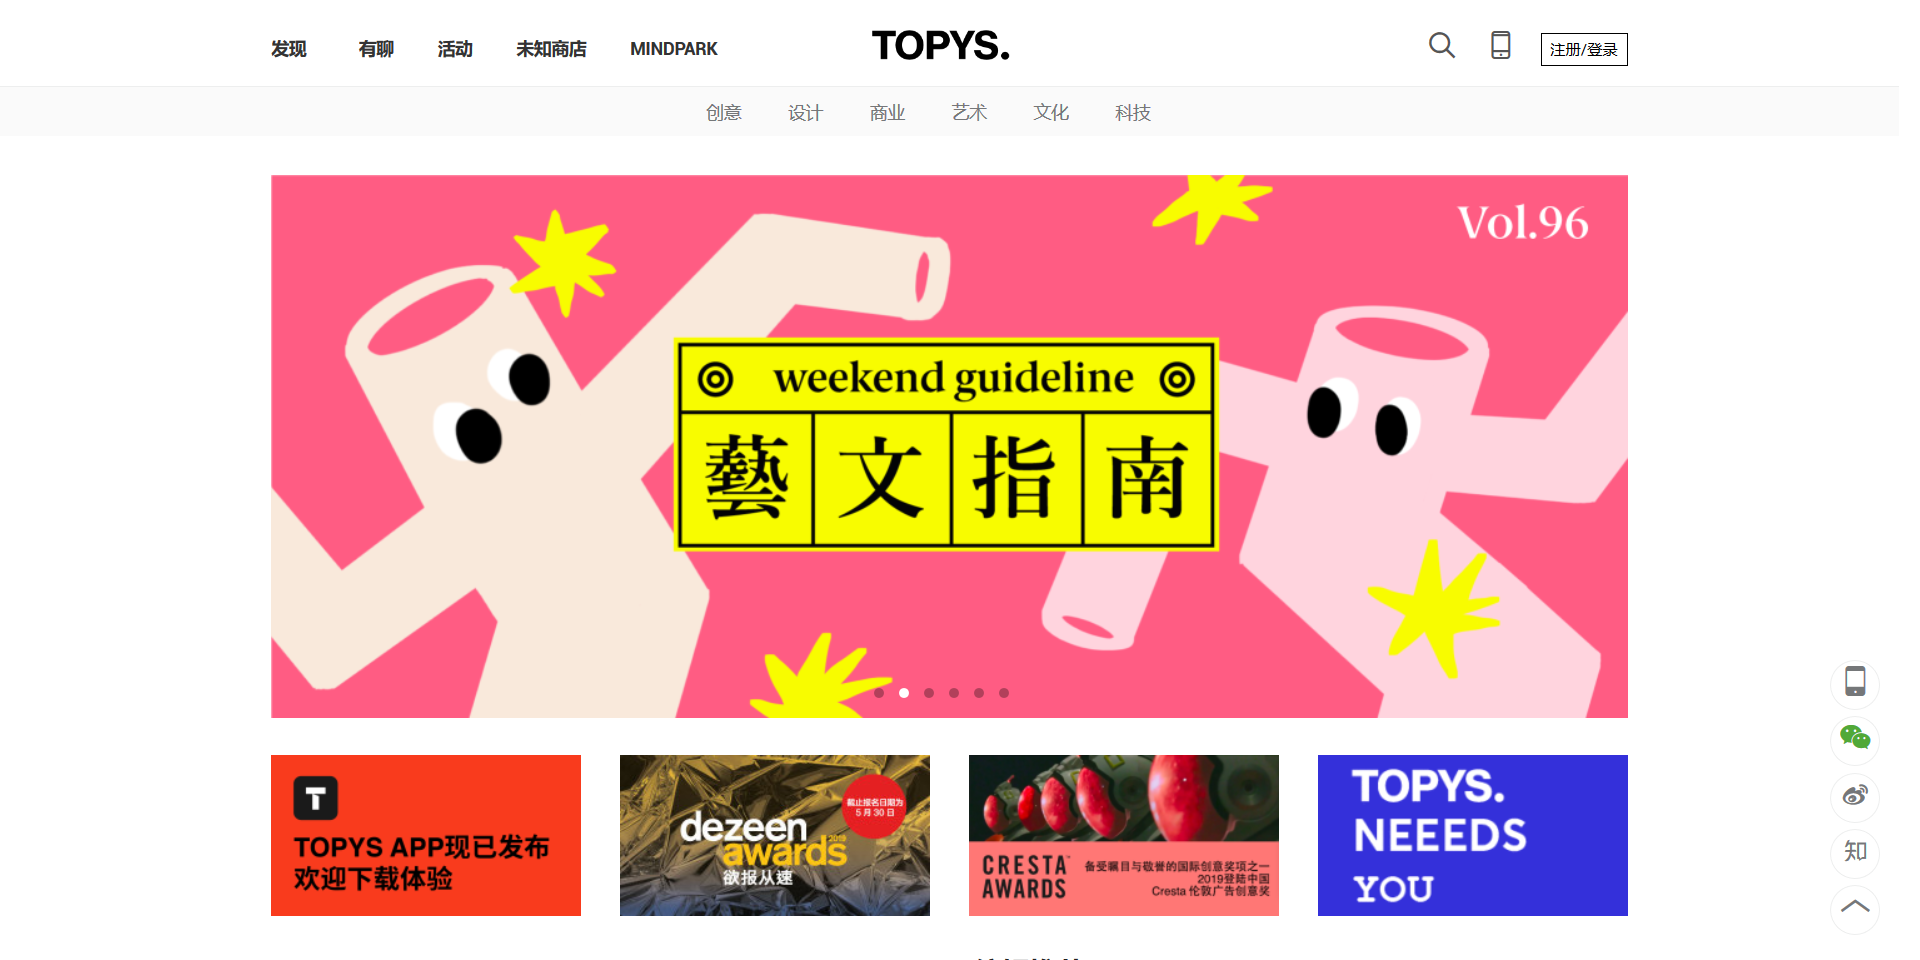 发现 有聊 活动 未知商店 MINDPARK TOPYS. 注册/登录
创意 设计 商业 艺术 文化 科技
Vol.96
weekend guideline
藝文指南
T
TOPYS APP现已发布
欢迎下载体验
截止报名日期为
5月30日
dezeen
awards 2019
欲报从速
CRESTA
AWARDS
备受瞩目与敬誉的国际创意奖项之一
2019登陆中国
Cresta 伦敦广告创意奖
TOPYS.
NEEEDS
YOU
知